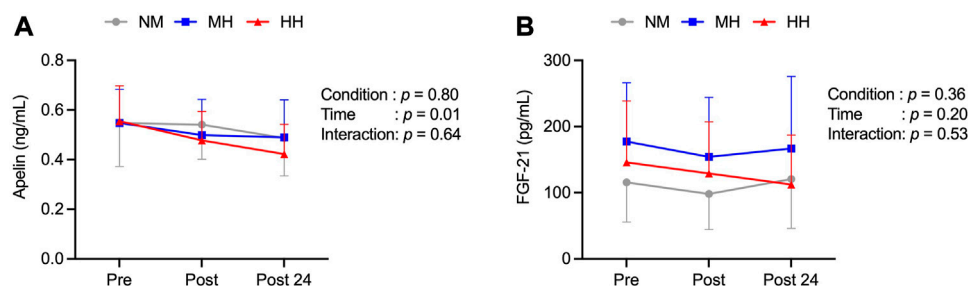 A
NM MH HH
Apelin (ng/mL)
0.8
0.6
0.4
0.2
0.0
Pre Post Post 24
Condition : p = 0.80
Time : p = 0.01
Interaction: p = 0.64
B
NM MH HH
FGF-21 (pg/mL)
300
200
100
0
Pre Post Post 24
Condition : p = 0.36
Time : p = 0.20
Interaction: p = 0.53